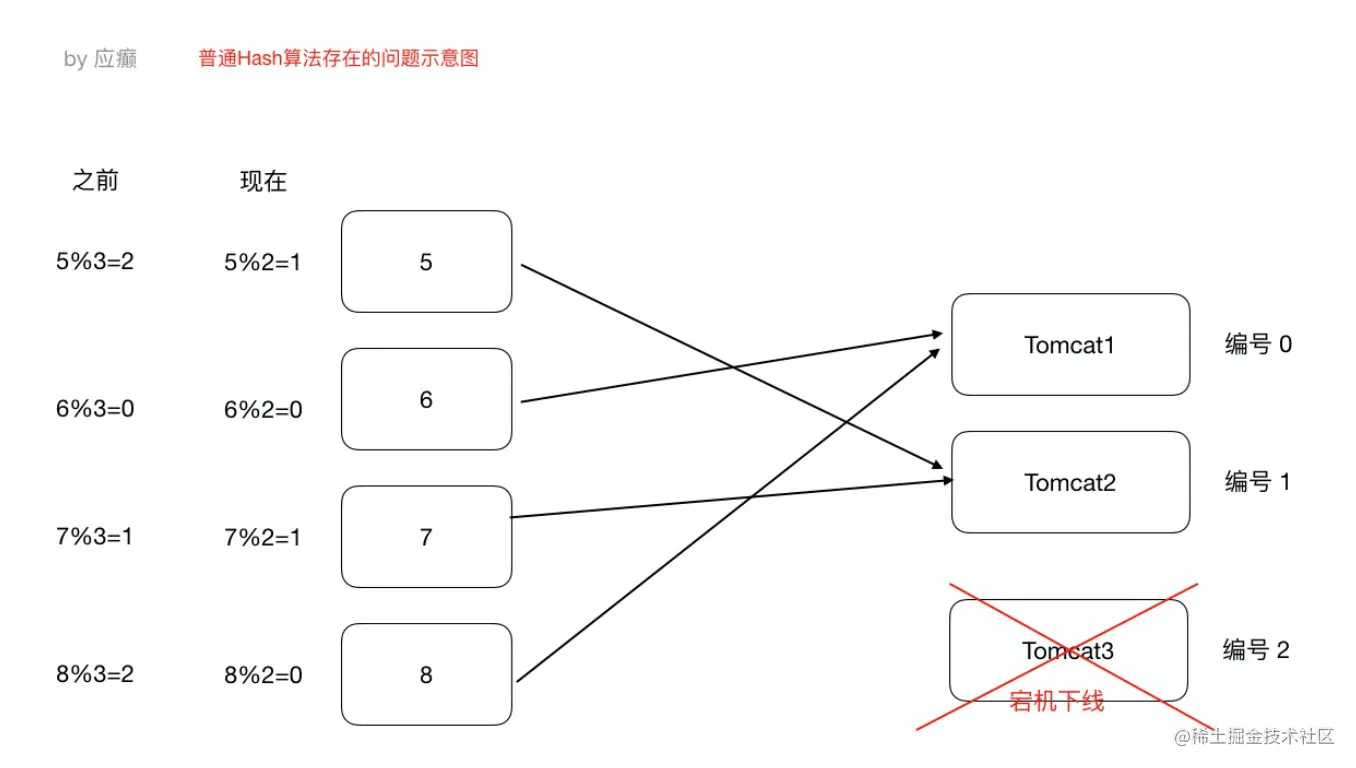 by 应癫 普通Hash算法存在的问题示意图
之前 现在
5%3=2 5%2=1 5
Tomcat1 编号 0
6%3=0 6%2=0 6
Tomcat2 编号 1
7%3=1 7%2=1 7
Tomcat3 编号 2
8%3=2 8%2=0 8
宕机下线
@稀土掘金技术社区